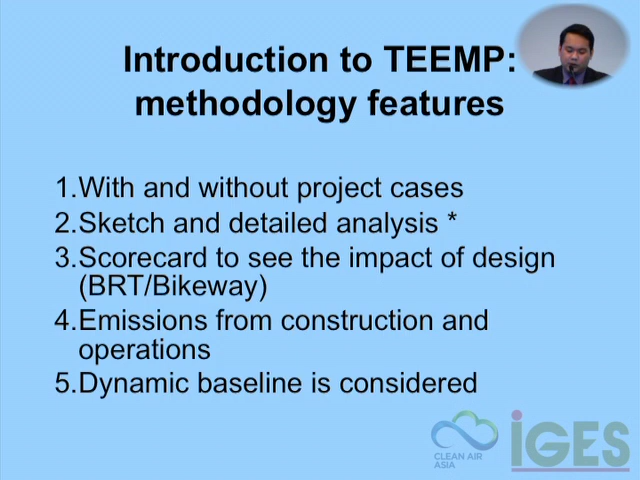 Introduction to TEEMP:
methodology features
1.With and without project cases
2.Sketch and detailed analysis *
3.Scorecard to see the impact of design
(BRT/Bikeway)
4.Emissions from construction and
operations
5.Dynamic baseline is considered
CLEAN AIR
ASIA
iGES